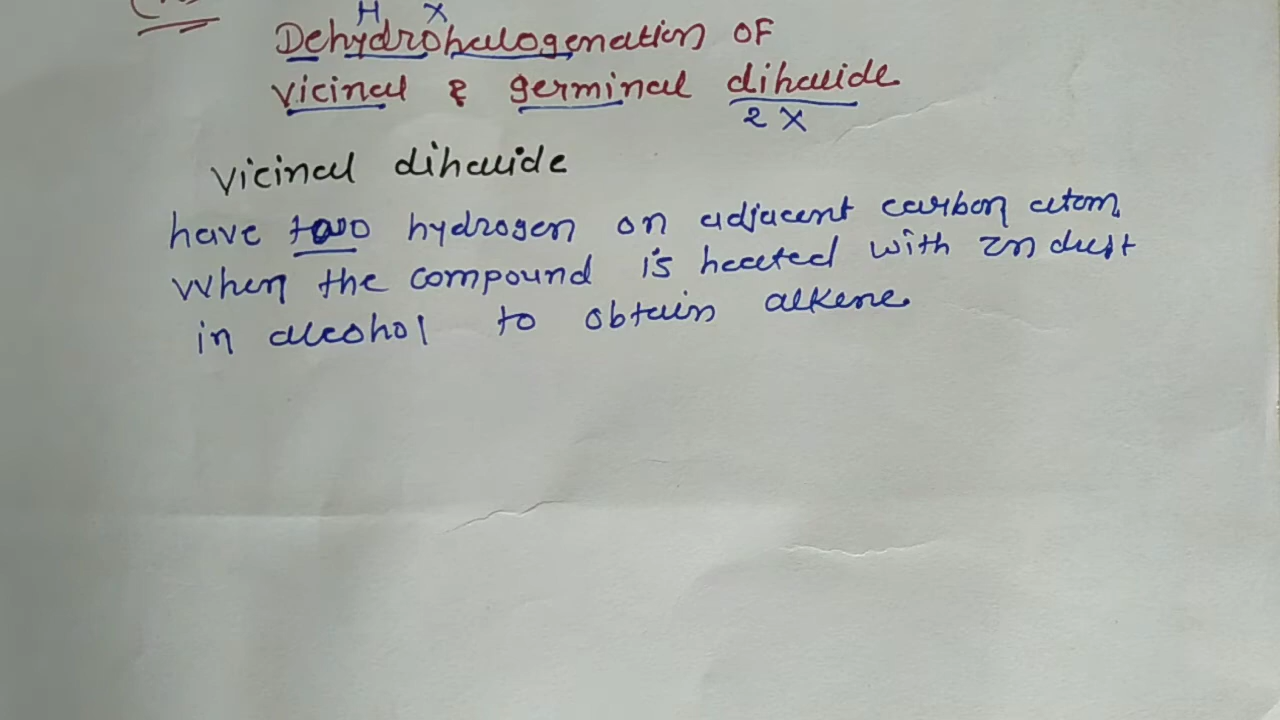 H X
Dehydrohalogenation OF
vicinal & germinal dihalide
2 X
vicinal dihalide
have two hydrogen on adjacent carbon atom
when the compound is heated with zn dust
in alcohol to obtain alkene